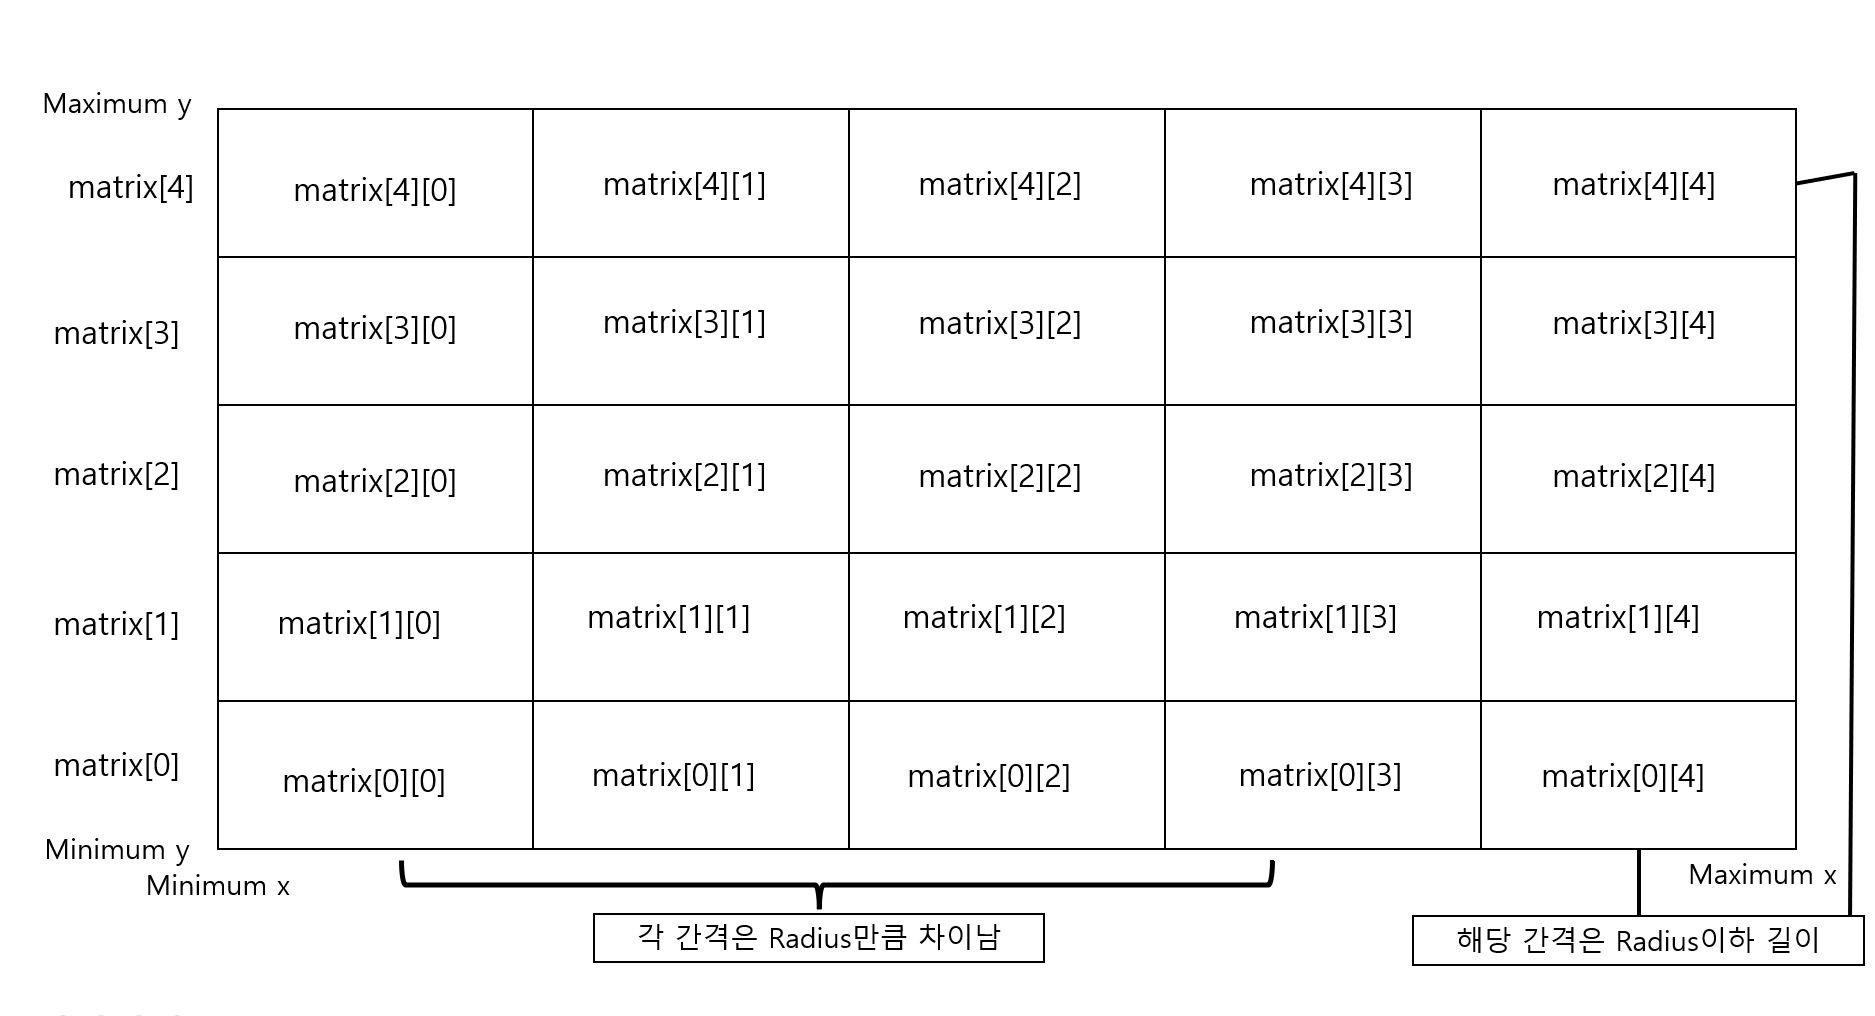 Maximum y
matrix[4] matrix[4][0] matrix[4][1] matrix[4][2] matrix[4][3] matrix[4][4]
matrix[3] matrix[3][0] matrix[3][1] matrix[3][2] matrix[3][3] matrix[3][4]
matrix[2] matrix[2][0] matrix[2][1] matrix[2][2] matrix[2][3] matrix[2][4]
matrix[1] matrix[1][0] matrix[1][1] matrix[1][2] matrix[1][3] matrix[1][4]
matrix[0] matrix[0][0] matrix[0][1] matrix[0][2] matrix[0][3] matrix[0][4]
Minimum y
Minimum x Maximum x
각 간격은 Radius만큼 차이남 해당 간격은 Radius이하 길이